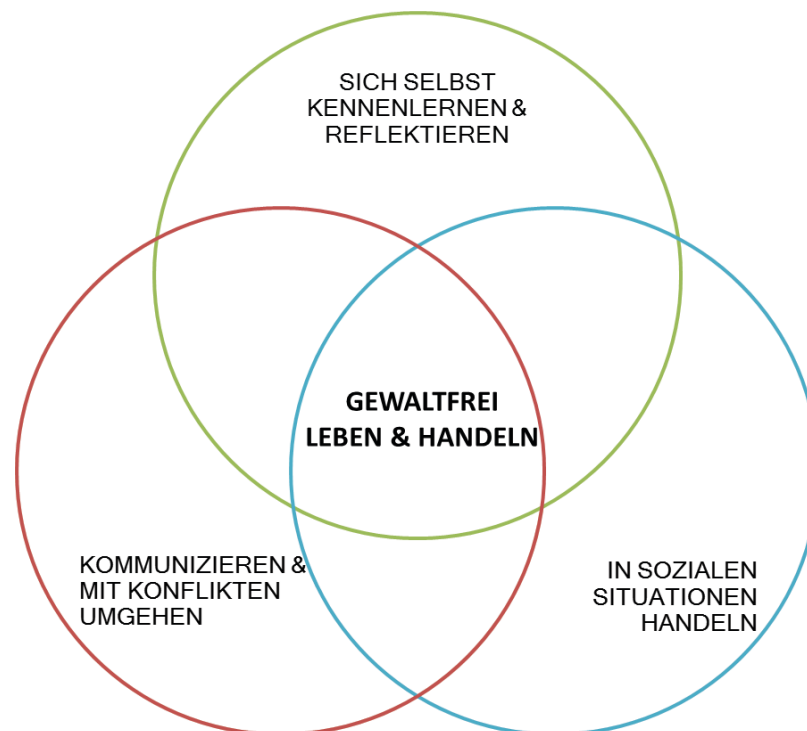 SICH SELBST
KENNENLERNEN &
REFLEKTIEREN
GEWALTFREI
LEBEN & HANDELN
KOMMUNIZIEREN &
MIT KONFLIKTEN
UMGEHEN
IN SOZIALEN
SITUATIONEN
HANDELN